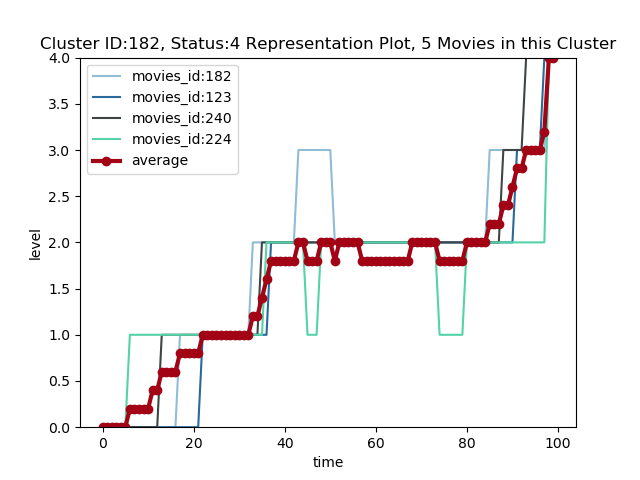 Cluster ID:182, Status:4 Representation Plot, 5 Movies in this Cluster
4.0
3.5
3.0
2.5
2.0
1.5
1.0
0.5
0.0
level
movies_id:182
movies_id:123
movies_id:240
movies_id:224
average
0 20 40 60 80 100
time